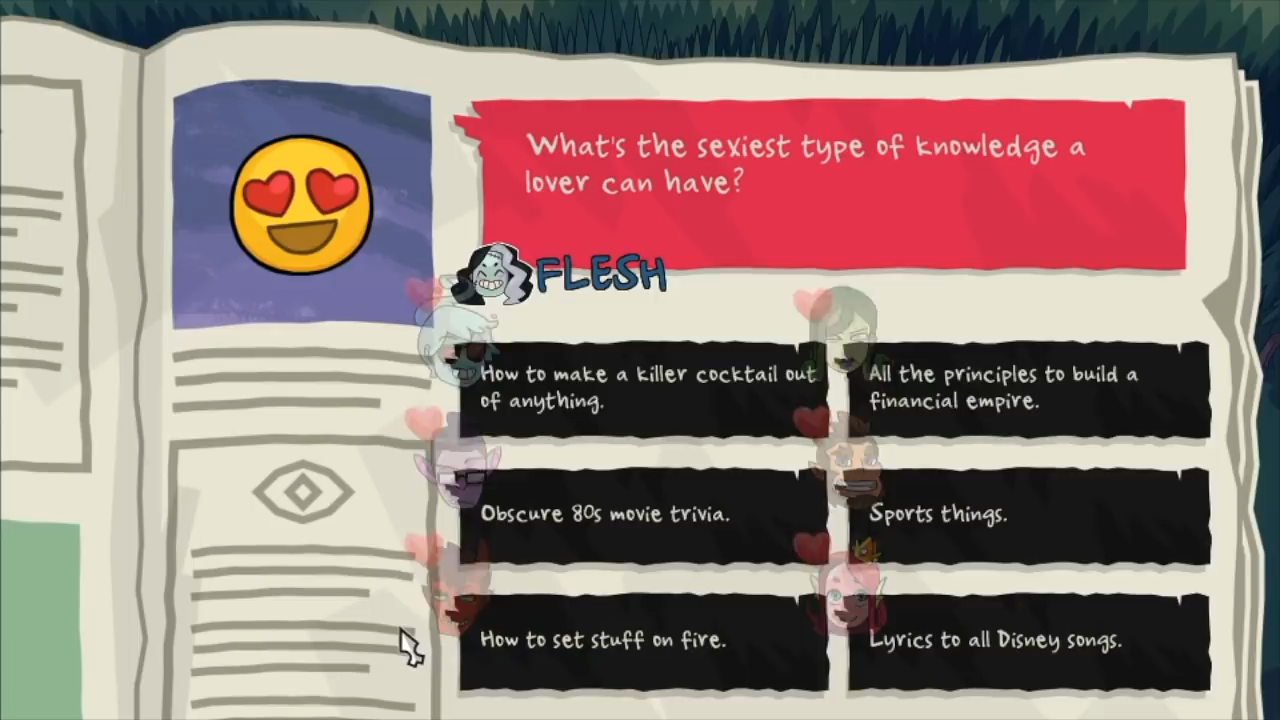 What's the sexiest type of knowledge a
lover can have?
FLESH
How to make a killer cocktail out
of anything.
All the principles to build a
financial empire.
Obscure 80s movie trivia.
Sports things.
How to set stuff on fire.
Lyrics to all Disney songs.